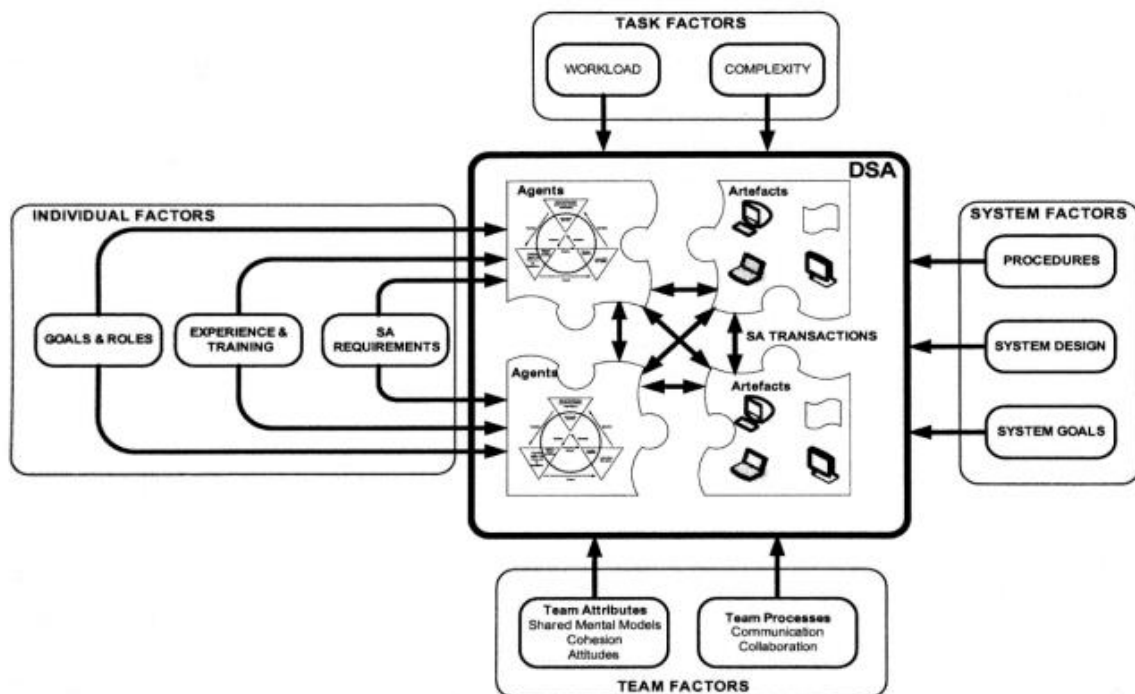 TASK FACTORS
WORKLOAD
COMPLEXITY
DSA
Agents
Artefacts
INDIVIDUAL FACTORS
SYSTEM FACTORS
PROCEDURES
GOALS & ROLES
EXPERIENCE &
TRAINING
SA
REQUIREMENTS
SA TRANSACTIONS
SYSTEM DESIGN
Agents
Artefacts
SYSTEM GOALS
Team Attributes
Shared Mental Models
Cohesion
Attitudes
Team Processes
Communication
Collaboration
TEAM FACTORS